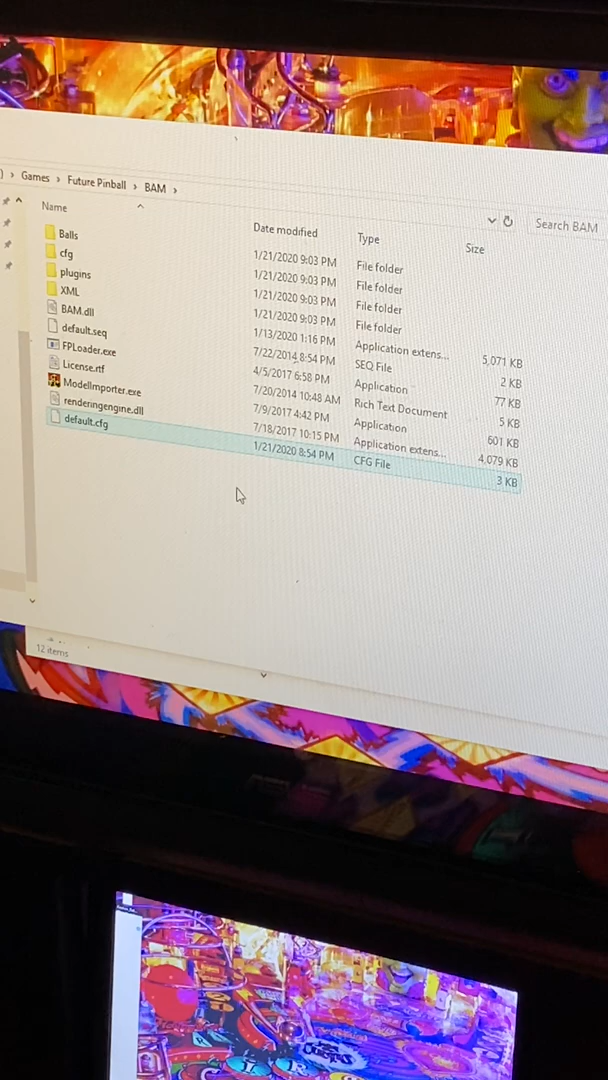 ) › Games › Future Pinball › BAM ›
Search BAM
Name Date modified Type Size
Balls 1/21/2020 9:03 PM File folder
cfg 1/21/2020 9:03 PM File folder
plugins 1/21/2020 9:03 PM File folder
XML 1/21/2020 9:03 PM File folder
BAM.dll 1/13/2020 1:16 PM Application extens... 5,071 KB
default.seq 7/22/2014 8:54 PM SEQ File 2 KB
FPLoader.exe 4/5/2017 6:58 PM Application 77 KB
License.rtf 7/20/2014 10:48 AM Rich Text Document 5 KB
ModelImporter.exe 7/9/2017 4:42 PM Application 601 KB
renderingengine.dll 7/18/2017 10:15 PM Application extens... 4,079 KB
default.cfg 1/21/2020 8:54 PM CFG File 3 KB
12 items